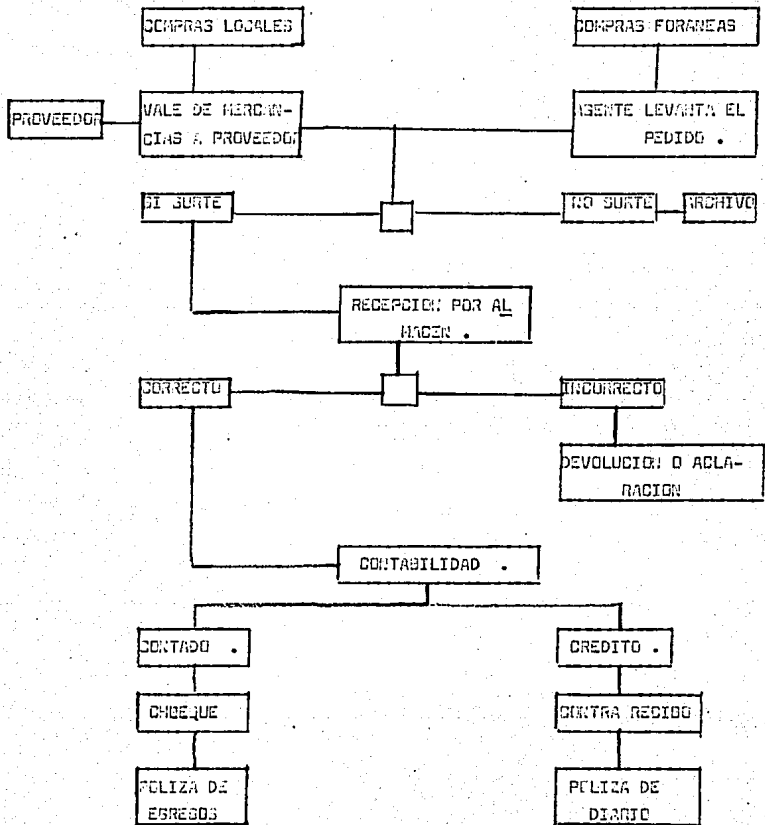 COMPRAS LOCALES
COMPRAS FORANEAS
PROVEEDOR
VALE DE MERCAN-
CIAS A PROVEEDOR
AGENTE LEVANTA EL
PEDIDO .
SI SURTE
NO SURTE
ARCHIVO
RECEPCION POR AL
MACEN .
CORRECTO
INCORRECTO
DEVOLUCION O ACLA-
RACION
CONTABILIDAD .
CONTADO .
CREDITO .
CHEQUE
CONTRA RECIBO
POLIZA DE
EGRESOS
POLIZA DE
DIARIO